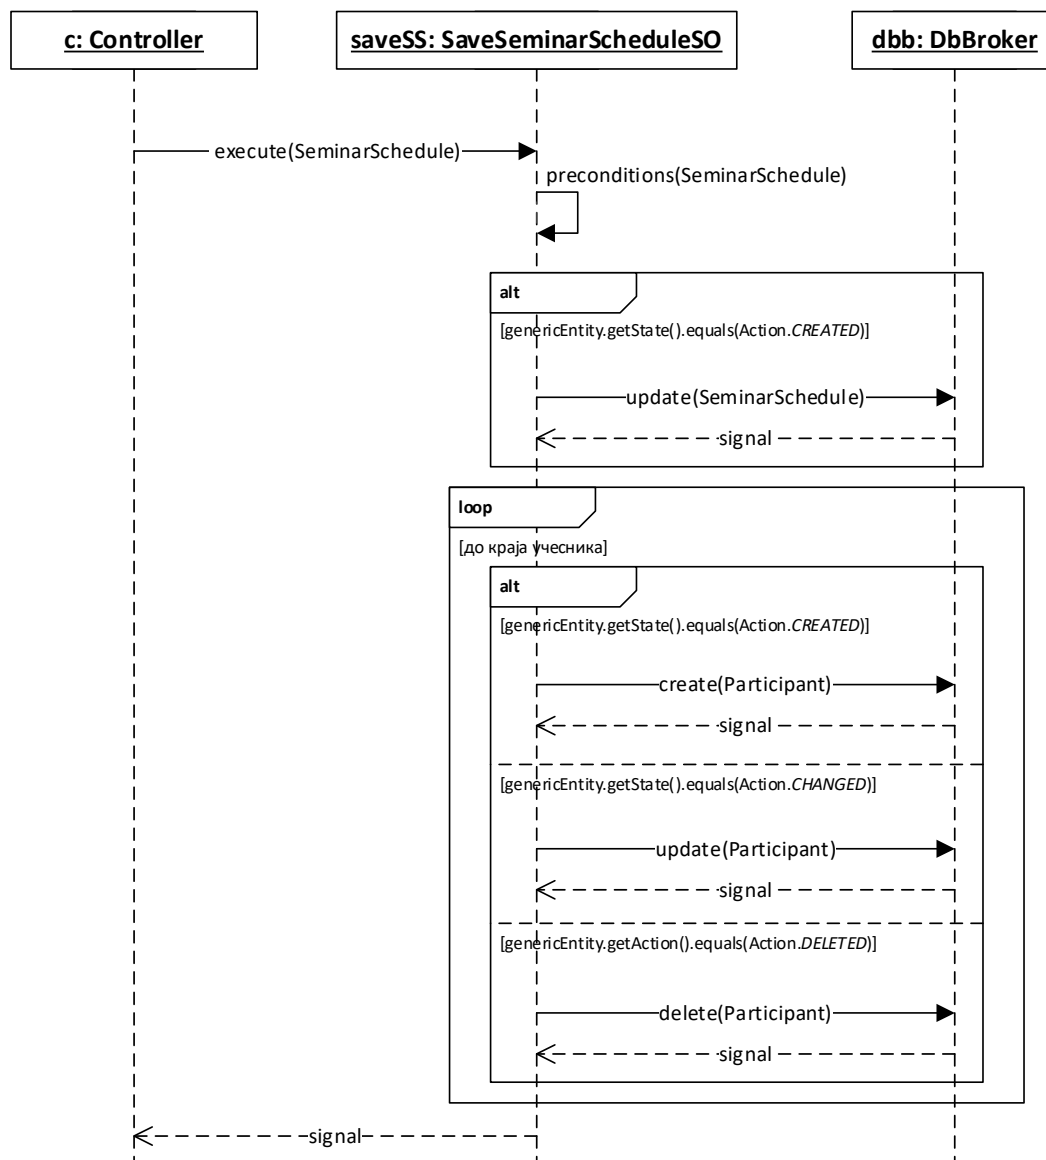 c: Controller
saveSS: SaveSeminarScheduleSO
dbb: DbBroker
execute(SeminarSchedule)
preconditions(SeminarSchedule)
alt
[genericEntity.getState().equals(Action.CREATED)]
update(SeminarSchedule)
signal
loop
[до краја учесника]
alt
[genericEntity.getState().equals(Action.CREATED)]
create(Participant)
signal
[genericEntity.getState().equals(Action.CHANGED)]
update(Participant)
signal
[genericEntity.getAction().equals(Action.DELETED)]
delete(Participant)
signal
signal